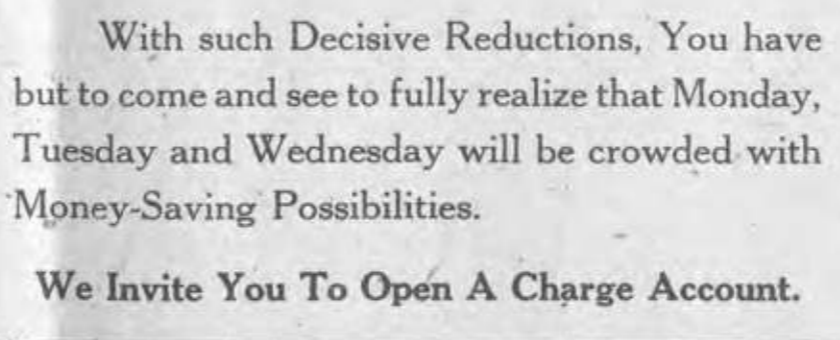 With such Decisive Reductions, You have
but to come and see to fully realize that Monday,
Tuesday and Wednesday will be crowded with
Money-Saving Possibilities.
We Invite You To Open A Charge Account.